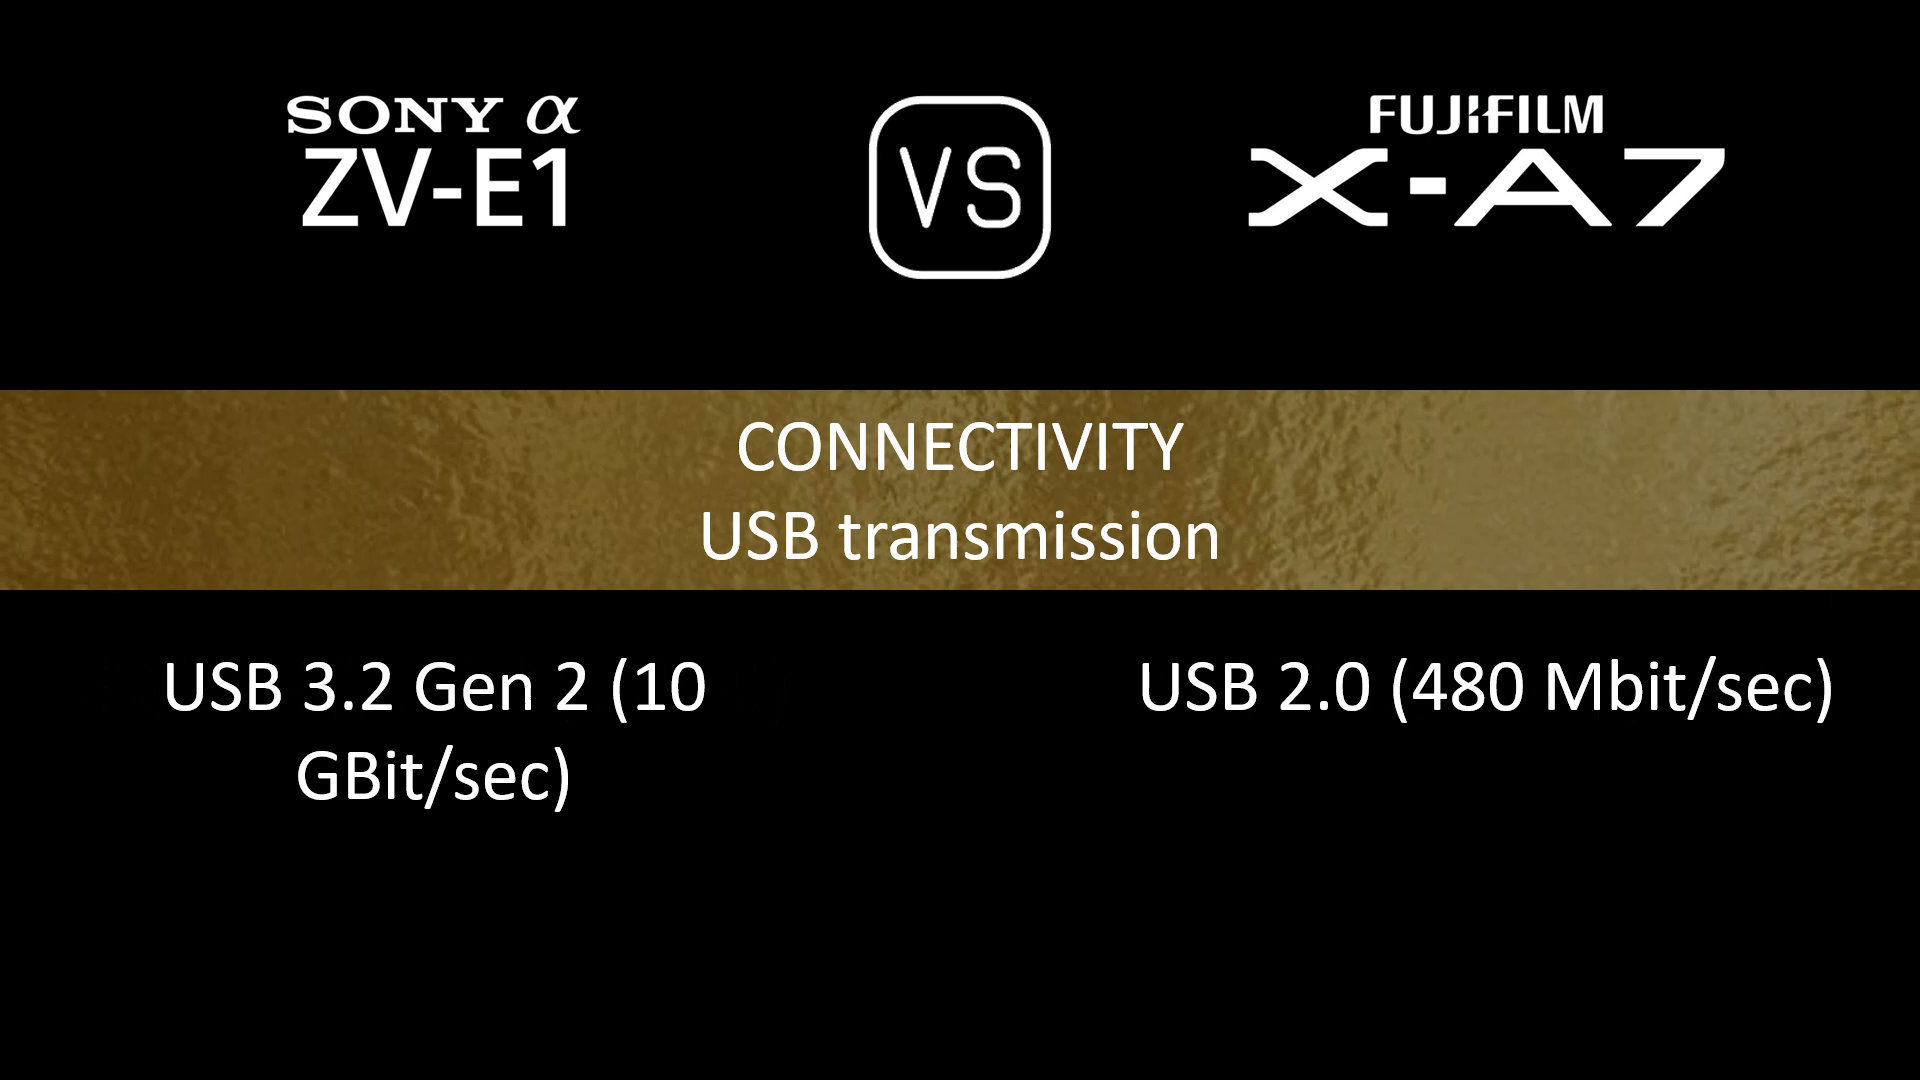 SONY α
ZV-E1
VS
FUJIFILM
X-A7
CONNECTIVITY
USB transmission
USB 3.2 Gen 2 (10
GBit/sec)
USB 2.0 (480 Mbit/sec)